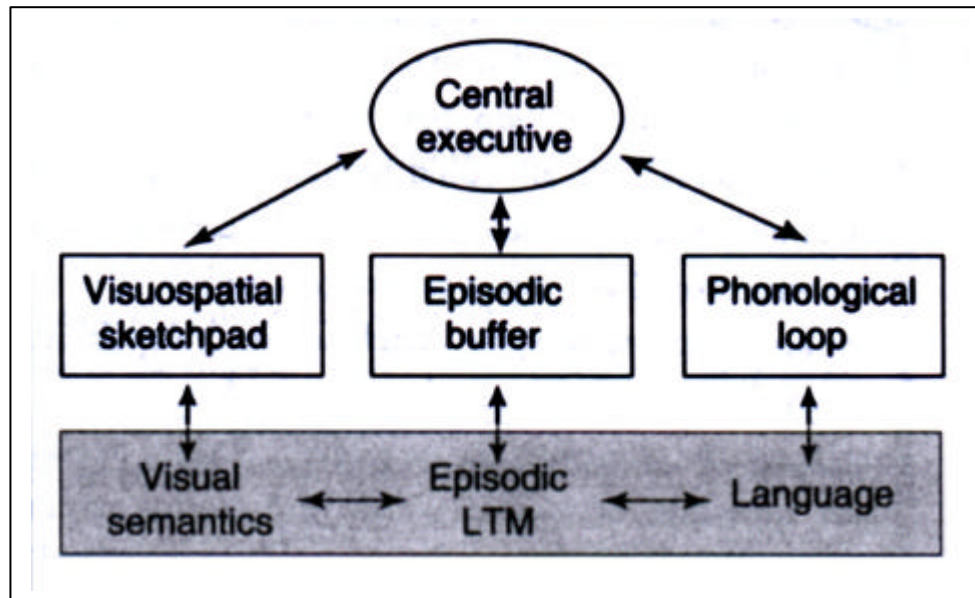 Central
executive
Visuospatial
sketchpad
Episodic
buffer
Phonological
loop
Visual
semantics
Episodic
LTM
Language